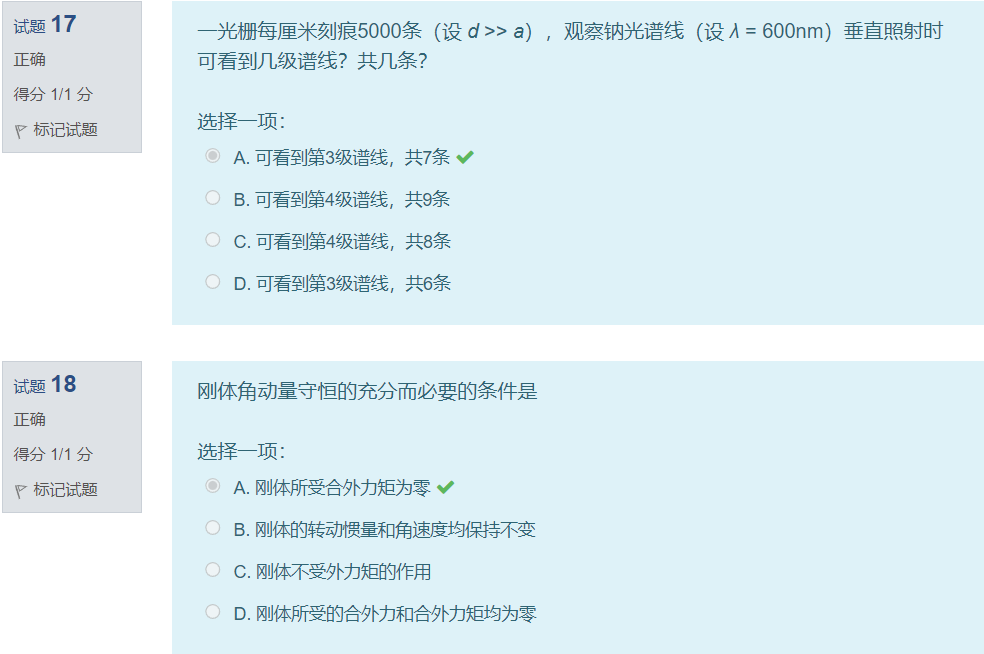 试题 17
正确
得分 1/1 分
标记试题
一光栅每厘米刻痕5000条（设 d >> a），观察钠光谱线（设 λ = 600nm）垂直照射时
可看到几级谱线？共几条？
选择一项：
A. 可看到第3级谱线，共7条
B. 可看到第4级谱线，共9条
C. 可看到第4级谱线，共8条
D. 可看到第3级谱线，共6条
试题 18
正确
得分 1/1 分
标记试题
刚体角动量守恒的充分而必要的条件是
选择一项：
A. 刚体所受合外力矩为零
B. 刚体的转动惯量和角速度均保持不变
C. 刚体不受外力矩的作用
D. 刚体所受的合外力和合外力矩均为零